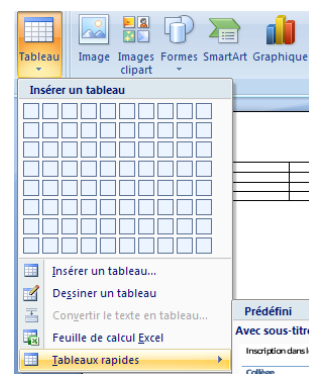 Tableau
Image
Images clipart
Formes
SmartArt
Graphique
Insérer un tableau
Insérer un tableau...
Dessiner un tableau
Convertir le texte en tableau...
Feuille de calcul Excel
Tableaux rapides
Prédéfini
Avec sous-titre
Inscription dans l
Collège